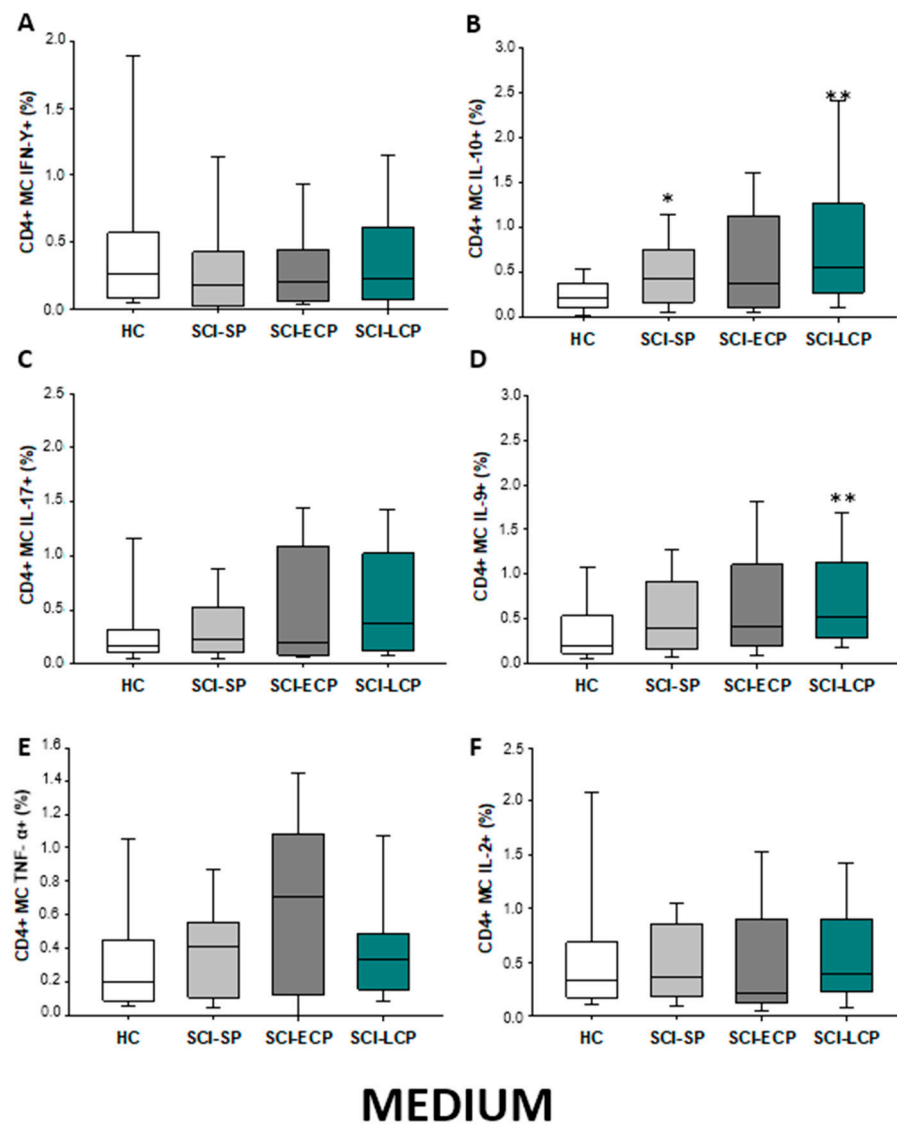 A
CD4+ MC IFN-Y+ (%)
2.0
1.5
1.0
0.5
0.0
HC SCI-SP SCI-ECP SCI-LCP
B
CD4+ MC IL-10+ (%)
3.0
2.5
2.0
1.5
1.0
0.5
0.0
*
**
HC SCI-SP SCI-ECP SCI-LCP
C
CD4+ MC IL-17+ (%)
2.5
2.0
1.5
1.0
0.5
0.0
HC SCI-SP SCI-ECP SCI-LCP
D
CD4+ MC IL-9+ (%)
3.0
2.5
2.0
1.5
1.0
0.5
0.0
**
HC SCI-SP SCI-ECP SCI-LCP
E
CD4+ MC TNF- α+ (%)
1.6
1.4
1.2
1.0
0.8
0.6
0.4
0.2
0.0
HC SCI-SP SCI-ECP SCI-LCP
F
CD4+ MC IL-2+ (%)
2.5
2.0
1.5
1.0
0.5
0.0
HC SCI-SP SCI-ECP SCI-LCP
MEDIUM